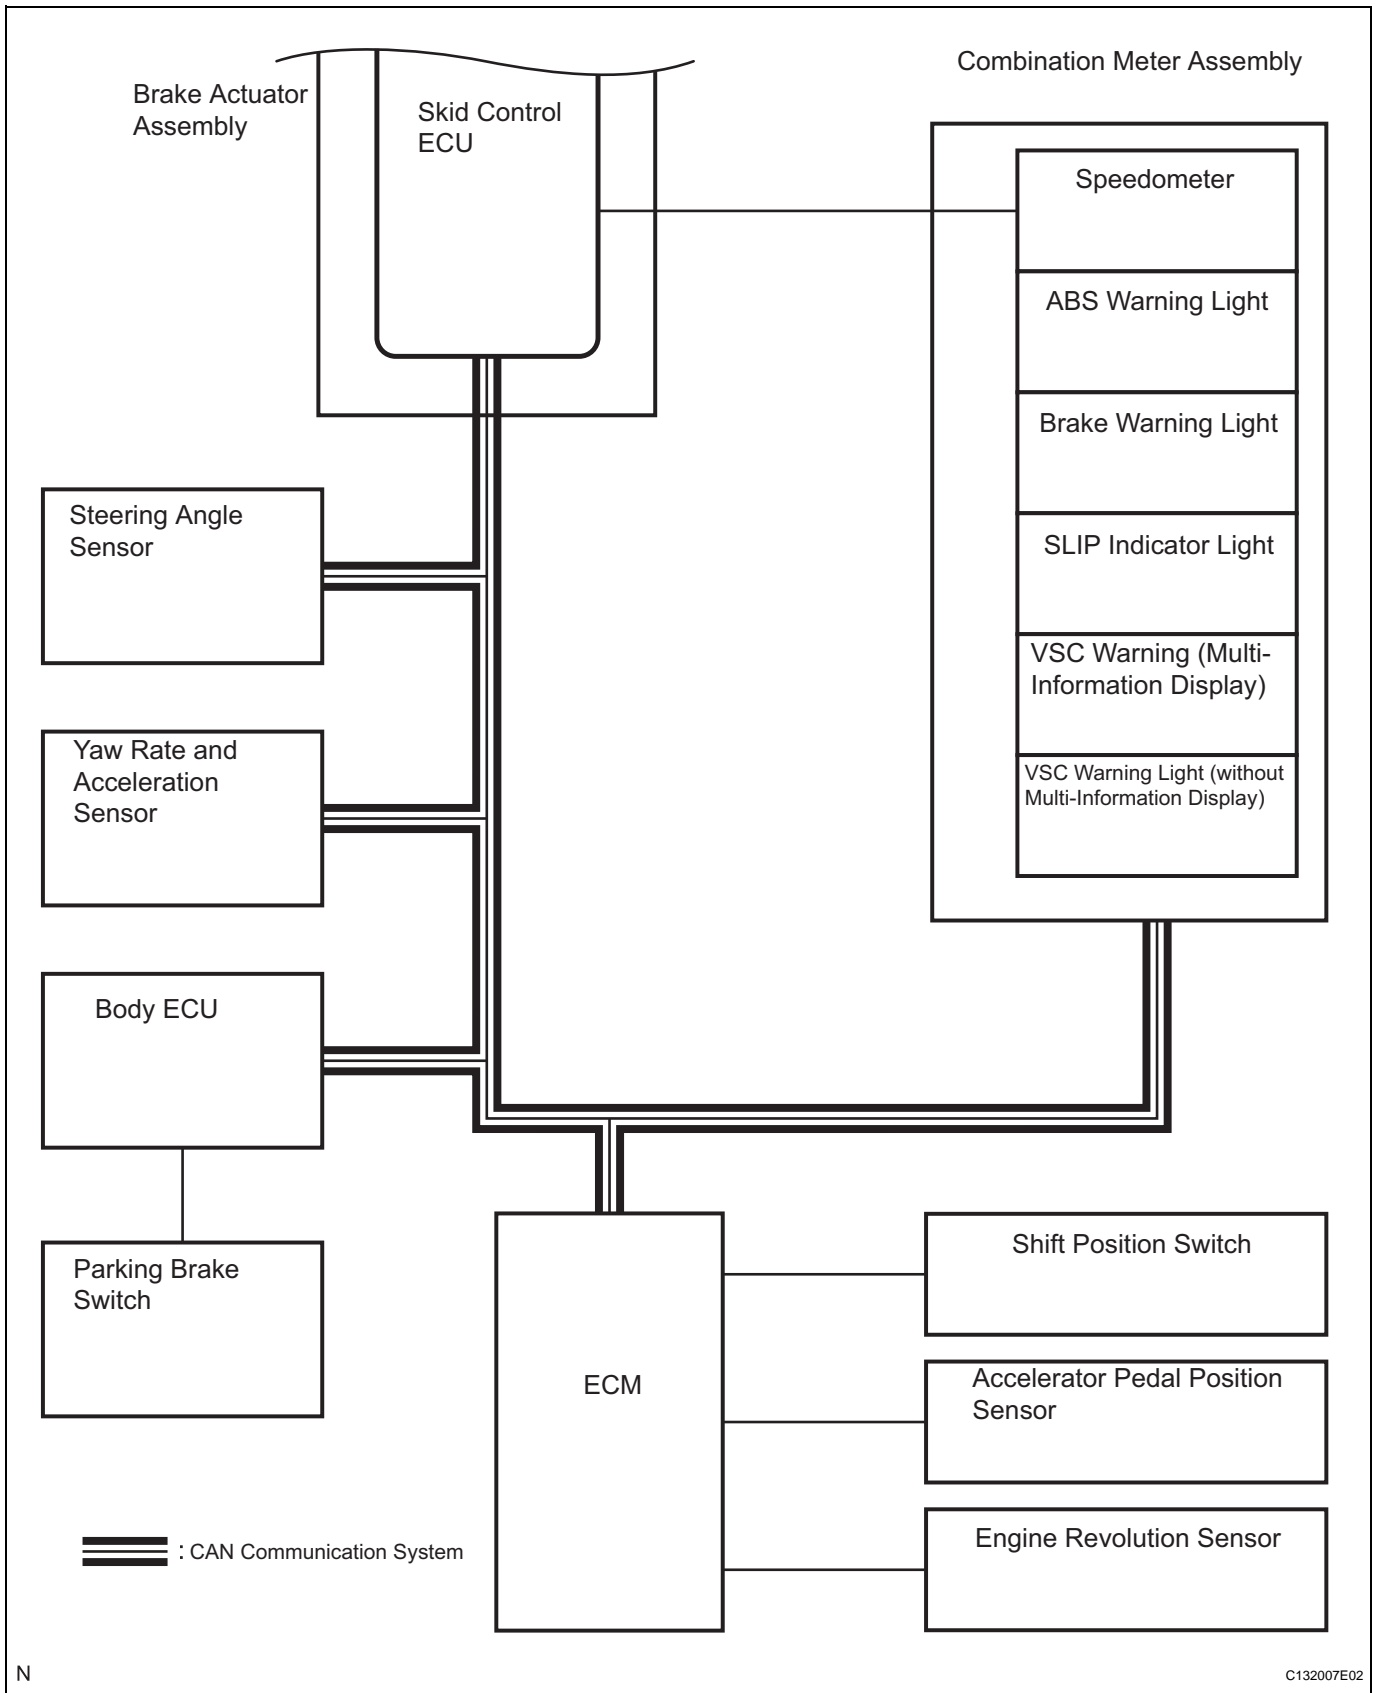 Brake Actuator
Assembly
Skid Control
ECU
Combination Meter Assembly
Speedometer
ABS Warning Light
Brake Warning Light
SLIP Indicator Light
VSC Warning (Multi-
Information Display)
VSC Warning Light (without
Multi-Information Display)
Steering Angle
Sensor
Yaw Rate and
Acceleration
Sensor
Body ECU
Parking Brake
Switch
ECM
Shift Position Switch
Accelerator Pedal Position
Sensor
Engine Revolution Sensor
: CAN Communication System
N
C132007E02